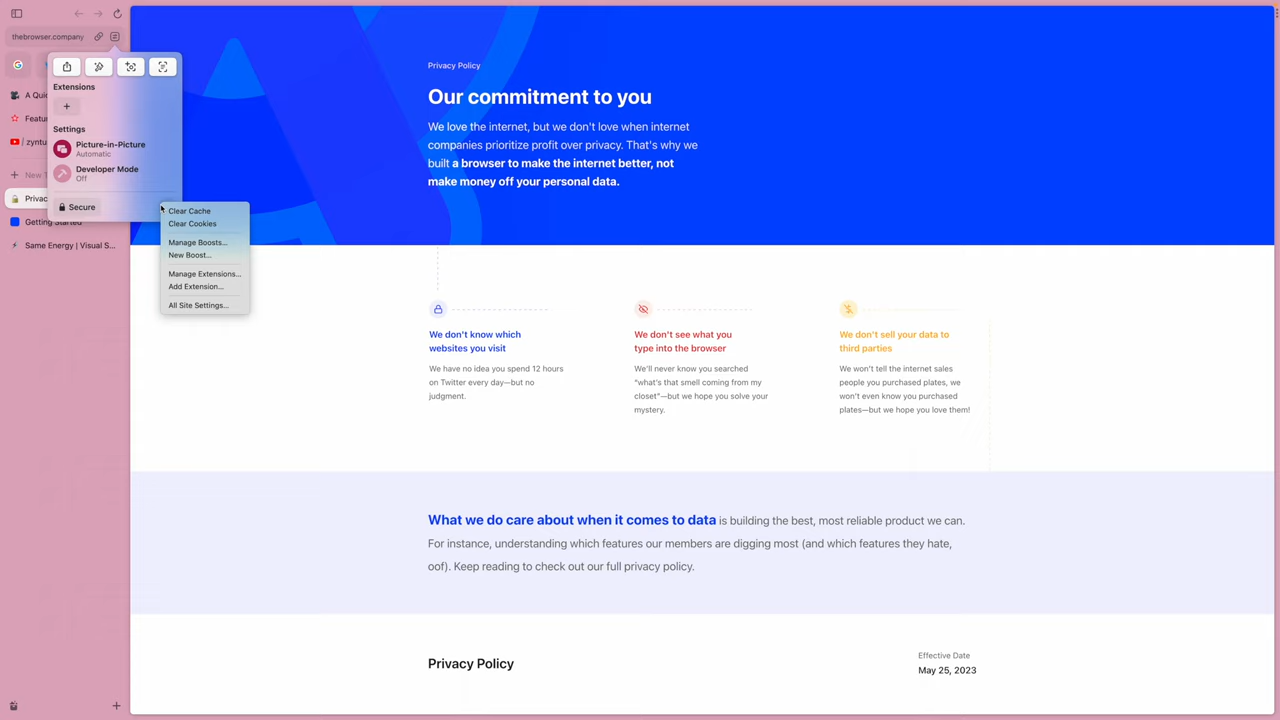 thebrowser.company
Extensions
+
Settings
Picture-in-Picture
Automatic
Developer Mode
Off
Secure
Clear Cache
Clear Cookies
Manage Boosts...
New Boost...
Manage Extensions...
Add Extension...
All Site Settings...
A Qui
Featur
/ zyntu
+ New T
Privac
Getting Started
Same Energy | Visual S...
Privacy Policy
Our commitment to you
We love the internet, but we don't love when internet
companies prioritize profit over privacy. That's why we
built a browser to make the internet better, not
make money off your personal data.
We don't know which
websites you visit
We have no idea you spend 12 hours
on Twitter every day—but no
judgment.
We don't see what you
type into the browser
We'll never know you searched
"what's that smell coming from my
closet"—but we hope you solve your
mystery.
We don't sell your data to
third parties
We won't tell the internet sales
people you purchased plates, we
won't even know you purchased
plates—but we hope you love them!
What we do care about when it comes to data is building the best, most reliable product we can.
For instance, understanding which features our members are digging most (and which features they hate,
oof). Keep reading to check out our full privacy policy.
Privacy Policy
Effective Date
May 25, 2023